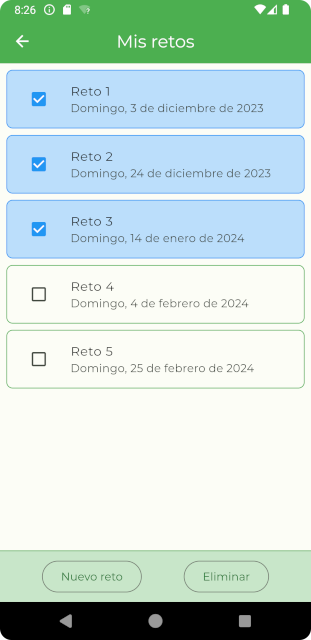 8:26
Mis retos
Reto 1
Domingo, 3 de diciembre de 2023
Reto 2
Domingo, 24 de diciembre de 2023
Reto 3
Domingo, 14 de enero de 2024
Reto 4
Domingo, 4 de febrero de 2024
Reto 5
Domingo, 25 de febrero de 2024
Nuevo reto
Eliminar